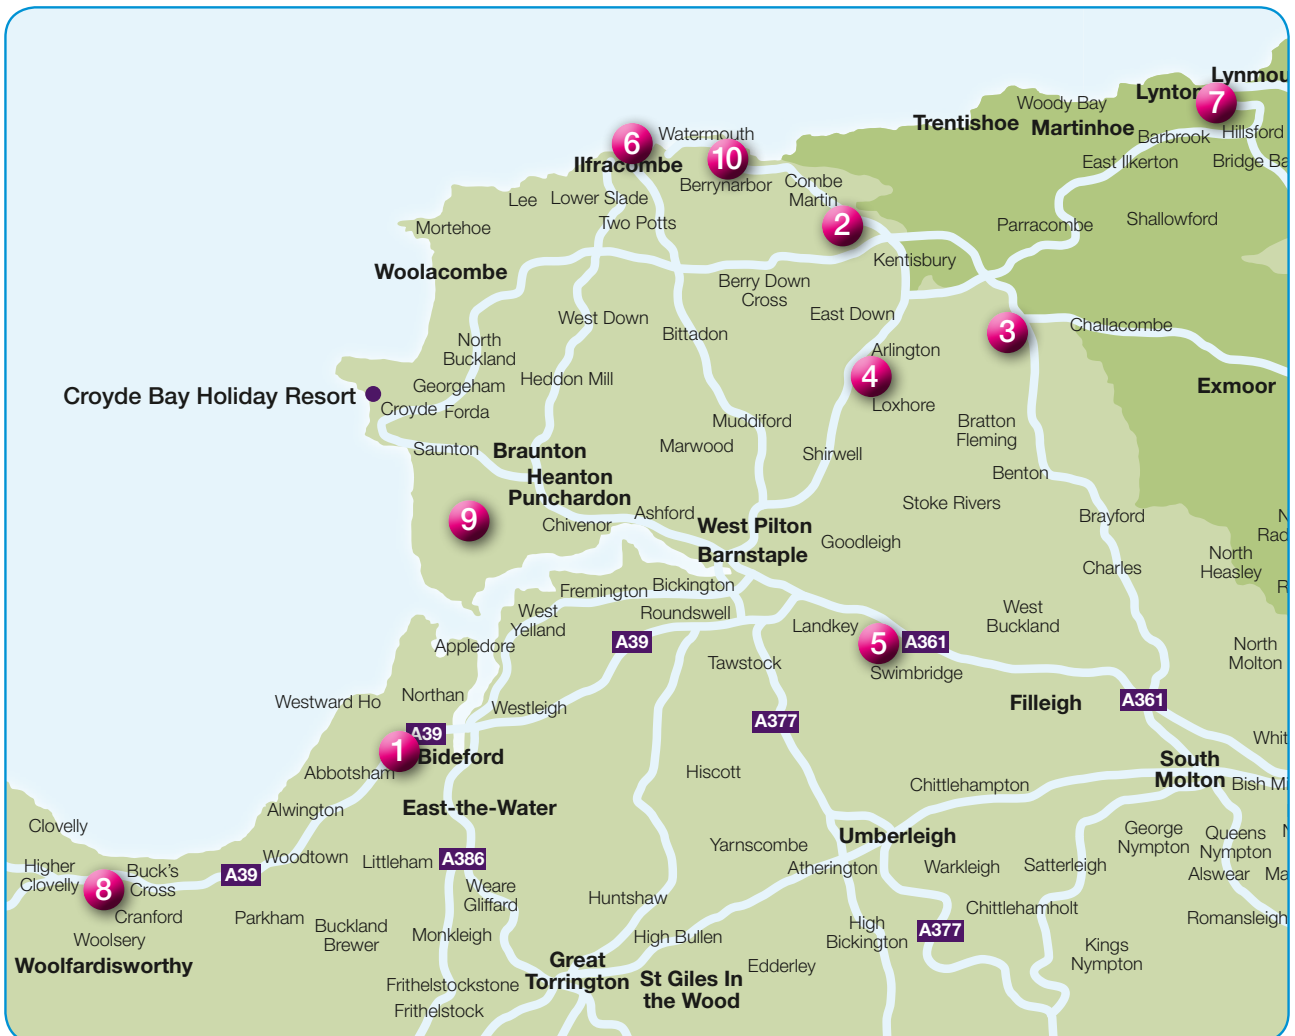 Lynmou
Lynton
7
Woody Bay
Trentishoe
Martinhoe
Barbrook
Hillsford
East Ilkerton
Bridge Ba
6
Watermouth
Ilfracombe
10
Berrynarbor
Combe
Martin
Lee
Lower Slade
Two Potts
Mortehoe
2
Parracombe
Shallowford
Woolacombe
Kentisbury
Berry Down
Cross
East Down
West Down
Bittadon
3
Challacombe
North
Buckland
Arlington
4
Loxhore
Exmoor
Georgeham
Heddon Mill
Croyde Bay Holiday Resort
Croyde
Forda
Muddiford
Bratton
Fleming
Saunton
Braunton
Marwood
Shirwell
Heanton
Punchardon
Benton
Stoke Rivers
9
Chivenor
Ashford
West Pilton
Barnstaple
Goodleigh
Brayford
N
Rad
North
Heasley
Charles
R
Fremington
Bickington
West
Yelland
Roundswell
West
Buckland
Landkey
5
A361
Swimbridge
Appledore
A39
Tawstock
North
Molton
Westward Ho
Northan
Westleigh
Filleigh
A361
A377
A39
1
Bideford
Abbotsham
Whit
South
Molton
Bish Mi
Hiscott
Chittlehampton
East-the-Water
Alwington
Clovelly
Umberleigh
George
Nympton
Queens
Nympton
Yarnscombe
Woodtown
Littleham
A386
Higher
Clovelly
8
Buck's
Cross
A39
Atherington
Warkleigh
Satterleigh
Alswear
Ma
Weare
Gliffard
Huntshaw
Cranford
Parkham
Buckland
Brewer
Chittlehamholt
Romansleigh
Woolsery
Monkleigh
High Bullen
High
Bickington
A377
Kings
Nympton
Woolfardisworthy
Great
Torrington
St Giles In
the Wood
Edderley
Frithelstockstone
Frithelstock